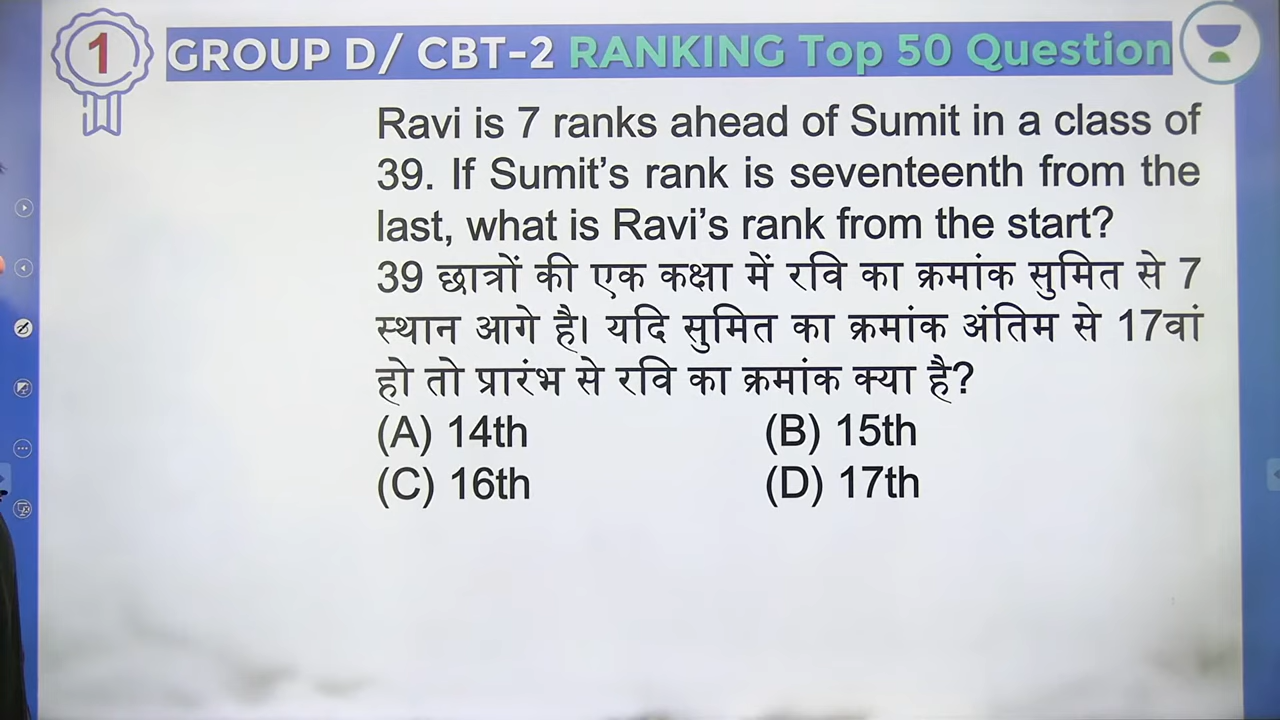 1
GROUP D/ CBT-2 RANKING Top 50 Question
Ravi is 7 ranks ahead of Sumit in a class of
39. If Sumit’s rank is seventeenth from the
last, what is Ravi’s rank from the start?
39 छात्रों की एक कक्षा में रवि का क्रमांक सुमित से 7
स्थान आगे है। यदि सुमित का क्रमांक अंतिम से 17वां
हो तो प्रारंभ से रवि का क्रमांक क्या है?
(A) 14th (B) 15th
(C) 16th (D) 17th